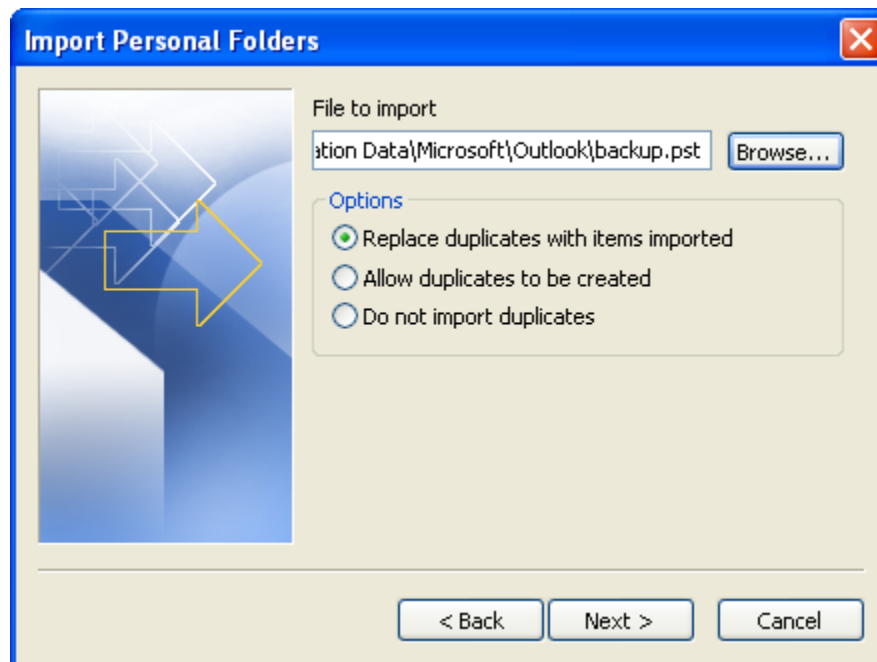 Import Personal Folders
File to import
ation Data\Microsoft\Outlook\backup.pst
Browse...
Options
Replace duplicates with items imported
Allow duplicates to be created
Do not import duplicates
< Back
Next >
Cancel